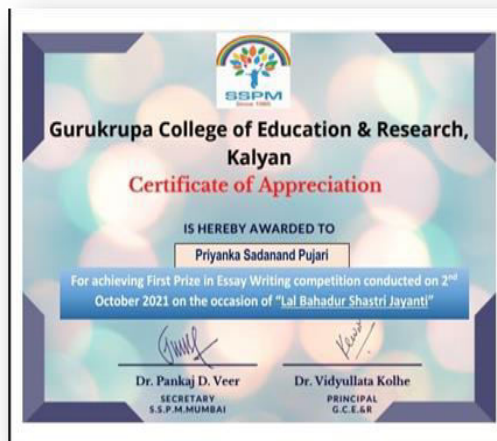 SSPM
Since 1985
Gurukrupa College of Education & Research,
Kalyan
Certificate of Appreciation
IS HEREBY AWARDED TO
Priyanka Sadanand Pujari
For achieving First Prize in Essay Writing competition conducted on 2nd
October 2021 on the occasion of “Lal Bahadur Shastri Jayanti”
Dr. Pankaj D. Veer
SECRETARY
S.S.P.M.MUMBAI
Dr. Vidyullata Kolhe
PRINCIPAL
G.C.E.&R